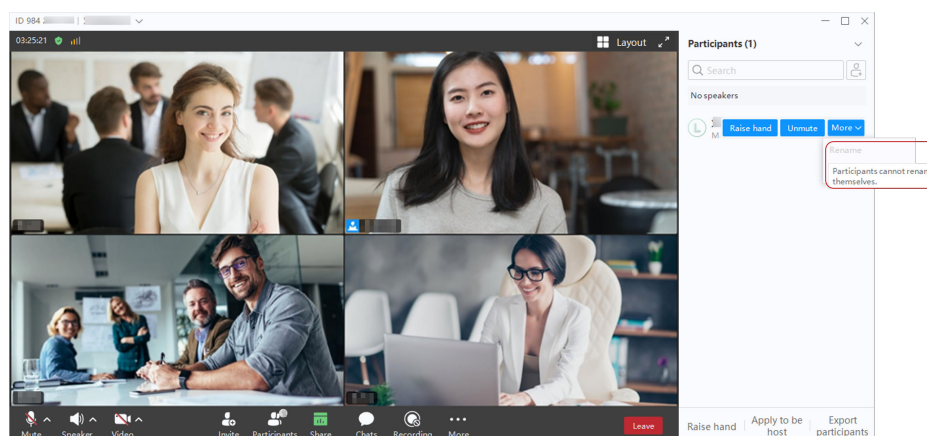 ID 984
03:25:21
Layout
Participants (1)
Search
No speakers
L
M
Raise hand
Unmute
More
Rename
Participants cannot renam
themselves.
Mute
Speaker
Video
Invite
Participants
Share
Chats
Recording
More
Leave
Raise hand
Apply to be
host
Export
participants